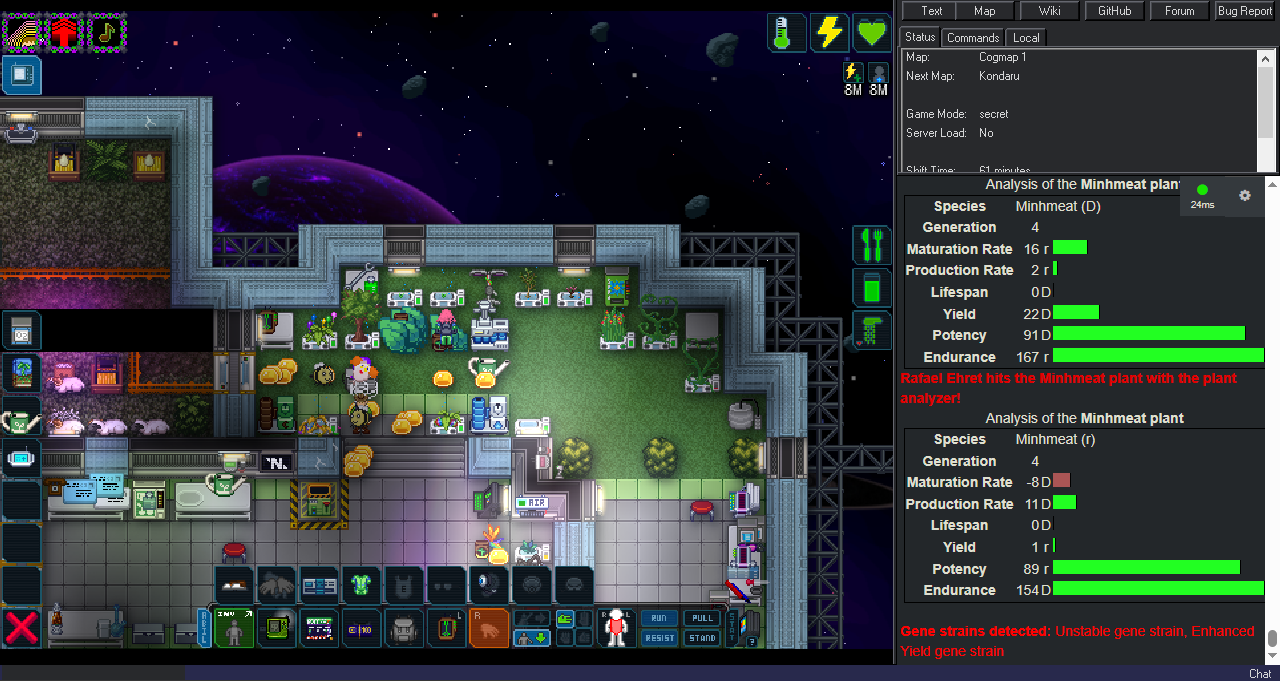 Text Map Wiki GitHub Forum Bug Report
Status Commands Local
Map: Cogmap 1
Next Map: Kondaru
Game Mode: secret
Server Load: No
Shift Time: 61 minutes
8M 8M
24ms
Analysis of the Minhmeat plant
Species Minhmeat (D)
Generation 4
Maturation Rate 16 r
Production Rate 2 r
Lifespan 0 D
Yield 22 D
Potency 91 D
Endurance 167 r
Rafael Ehret hits the Minhmeat plant with the plant
analyzer!
Analysis of the Minhmeat plant
Species Minhmeat (r)
Generation 4
Maturation Rate -8 D
Production Rate 11 D
Lifespan 0 D
Yield 1 r
Potency 89 r
Endurance 154 D
Gene strains detected: Unstable gene strain, Enhanced
Yield gene strain
AIR
RUN PULL
RESIST STAND
Chat